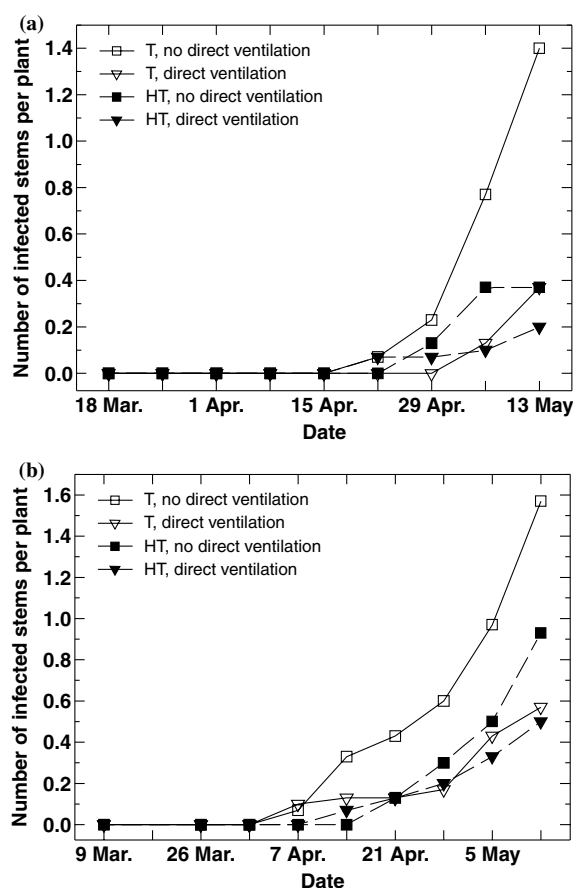 (a)
Number of infected stems per plant
1.4
1.2
1.0
0.8
0.6
0.4
0.2
0.0
T, no direct ventilation
T, direct ventilation
HT, no direct ventilation
HT, direct ventilation
18 Mar. 1 Apr. 15 Apr. 29 Apr. 13 May
Date
(b)
Number of infected stems per plant
1.6
1.4
1.2
1.0
0.8
0.6
0.4
0.2
0.0
T, no direct ventilation
T, direct ventilation
HT, no direct ventilation
HT, direct ventilation
9 Mar. 26 Mar. 7 Apr. 21 Apr. 5 May
Date